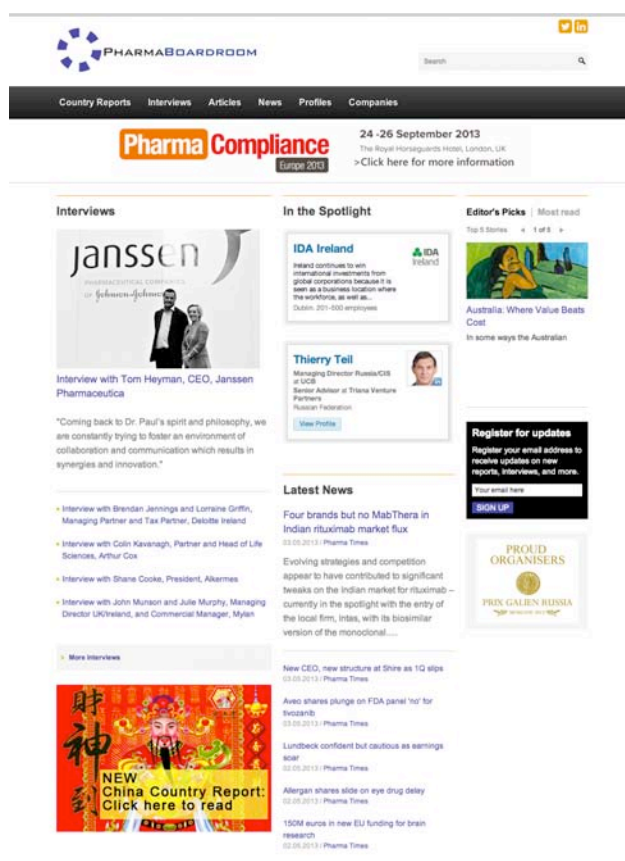 PHARMABOARDROOM
Search
Country Reports Interviews Articles News Profiles Companies
Pharma Compliance
Europe 2013
24 -26 September 2013
The Royal Horseguards Hotel, London, UK
>Click here for more information
Interviews
janssen
PHARMACEUTICAL COMPANIES
OF Johnson & Johnson
Interview with Tom Heyman, CEO, Janssen
Pharmaceutica
"Coming back to Dr. Paul's spirit and philosophy, we
are constantly trying to foster an environment of
collaboration and communication which results in
synergies and innovation."
Interview with Brendan Jennings and Lorraine Griffin,
Managing Partner and Tax Partner, Deloitte Ireland
Interview with Colin Kavanagh, Partner and Head of Life
Sciences, Arthur Cox
Interview with Shane Cooke, President, Alkermes
Interview with John Munson and Julie Murphy, Managing
Director UK/Ireland, and Commercial Manager, Mylan
More Interviews
財
神
到
NEW
China Country Report:
Click here to read
In the Spotlight
IDA Ireland
IDA
Ireland
Ireland continues to win
international investments from
global corporations because it is
seen as a business location where
the workforce, as well as...
Dublin. 201-500 employees
Thierry Teil
Managing Director Russia/CIS
at UCB
Senior Advisor at Triana Venture
Partners
Russian Federation
View Profile
Latest News
Four brands but no MabThera in
Indian rituximab market flux
03.05.2013 / Pharma Times
Evolving strategies and competition
appear to have contributed to significant
tweaks on the Indian market for rituximab –
currently in the spotlight with the entry of
the local firm, Intas, with its biosimilar
version of the monoclonal....
New CEO, new structure at Shire as 1Q slips
03.05.2013 / Pharma Times
Aveo shares plunge on FDA panel 'no' for
tivozanib
03.05.2013 / Pharma Times
Lundbeck confident but cautious as earnings
soar
02.05.2013 / Pharma Times
Allergan shares slide on eye drug delay
02.05.2013 / Pharma Times
150M euros in new EU funding for brain
research
02.05.2013 / Pharma Times
Editor's Picks | Most read
Top 5 Stories 1 of 5
Australia: Where Value Beats
Cost
In some ways the Australian
Register for updates
Register your email address to
receive updates on new
reports, interviews, and more.
Your email here
SIGN UP
PROUD
ORGANISERS
PRIX GALIEN RUSSIA